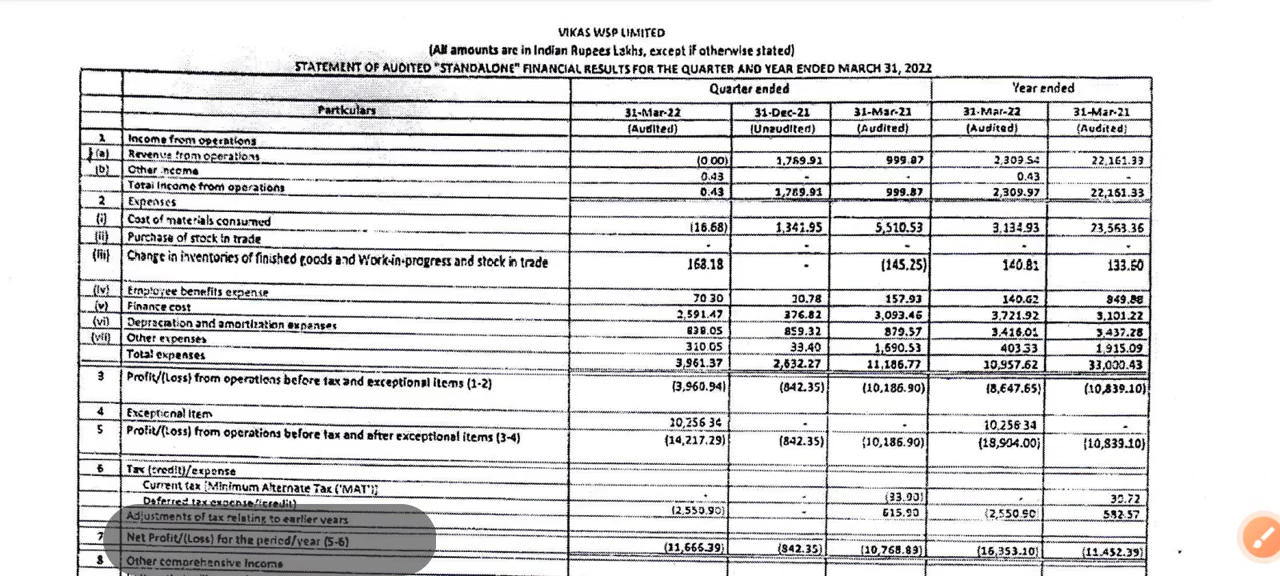 VIKAS WSP LIMITED
(All amounts are in Indian Rupees Lakhs, except if otherwise stated)
STATEMENT OF AUDITED "STANDALONE" FINANCIAL RESULTS FOR THE QUARTER AND YEAR ENDED MARCH 31, 2022
Quarter ended Year ended
Particulars 31-Mar-22 31-Dec-21 31-Mar-21 31-Mar-22 31-Mar-21
(Audited) (Unaudited) (Audited) (Audited) (Audited)
1 Income from operations
(a) Revenue from operations (0.00) 1,789.91 999.87 2,309.54 22,161.33
(b) Other income 0.43 - - 0.43 -
Total Income from operations 0.43 1,789.91 999.87 2,309.97 22,161.33
2 Expenses
(i) Cost of materials consumed (16.68) 1,341.95 5,510.53 3,134.93 23,563.36
(ii) Purchase of stock in trade - - - - -
(iii) Change in inventories of finished goods and Work-in-progress and stock in trade 168.18 - (145.25) 140.81 133.60
(iv) Employee benefits expense 70.30 20.78 157.93 140.62 849.88
(v) Finance cost 2,591.47 376.82 3,093.46 3,721.92 3,101.22
(vi) Depreciation and amortization expenses 838.05 859.32 879.57 3,416.01 3,437.28
(vii) Other expenses 310.05 33.40 1,690.53 403.33 1,915.09
Total expenses 3,961.37 2,632.27 11,186.77 10,957.62 33,000.43
3 Profit/(Loss) from operations before tax and exceptional items (1-2) (3,960.94) (842.35) (10,186.90) (8,647.65) (10,839.10)
4 Exceptional Item 10,256.34 - - 10,256.34 -
5 Profit/(Loss) from operations before tax and after exceptional items (3-4) (14,217.29) (842.35) (10,186.90) (18,904.00) (10,839.10)
6 Tax (credit)/expense
Current tax [Minimum Alternate Tax ('MAT')] - - (33.90) - 30.72
Deferred tax expense/(credit) (2,550.90) - 615.90 (2,550.90) 582.57
Adjustments of tax relating to earlier years
7 Net Profit/(Loss) for the period/year (5-6) (11,666.39) (842.35) (10,768.89) (16,353.10) (11,452.39)
8 Other comprehensive Income